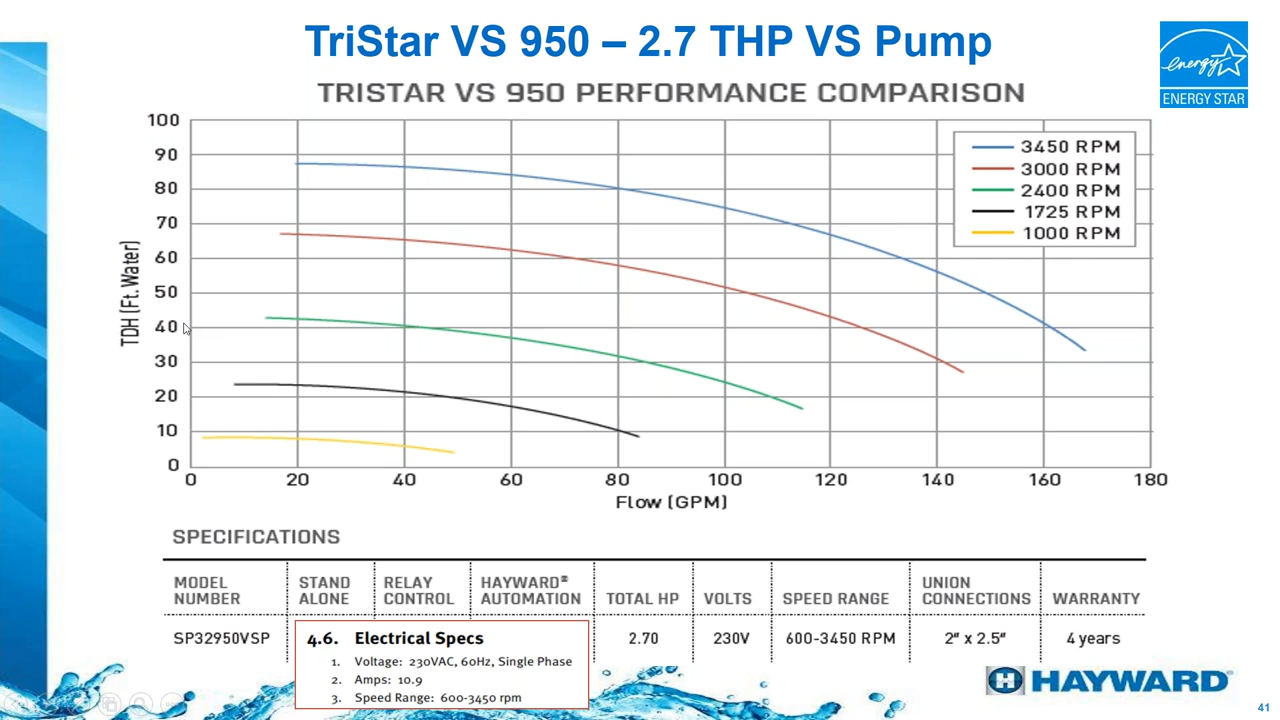 TriStar VS 950 – 2.7 THP VS Pump
energy
ENERGY STAR
TRISTAR VS 950 PERFORMANCE COMPARISON
100
90
80
70
60
50
40
30
20
10
0
TDH (Ft. Water)
3450 RPM
3000 RPM
2400 RPM
1725 RPM
1000 RPM
0 20 40 60 80 100 120 140 160 180
Flow (GPM)
SPECIFICATIONS
MODEL NUMBER STAND ALONE RELAY CONTROL HAYWARD® AUTOMATION TOTAL HP VOLTS SPEED RANGE UNION CONNECTIONS WARRANTY
SP32950VSP 2.70 230V 600-3450 RPM 2" x 2.5" 4 years
4.6. Electrical Specs
1. Voltage: 230VAC, 60Hz, Single Phase
2. Amps: 10.9
3. Speed Range: 600-3450 rpm
H HAYWARD®
41